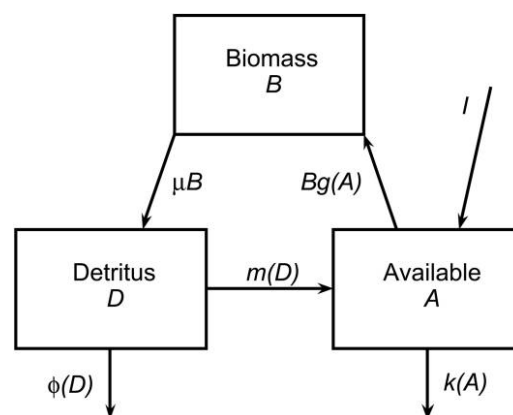 Biomass
B
I
μB
Bg(A)
Detritus
D
m(D)
Available
A
ϕ(D)
k(A)